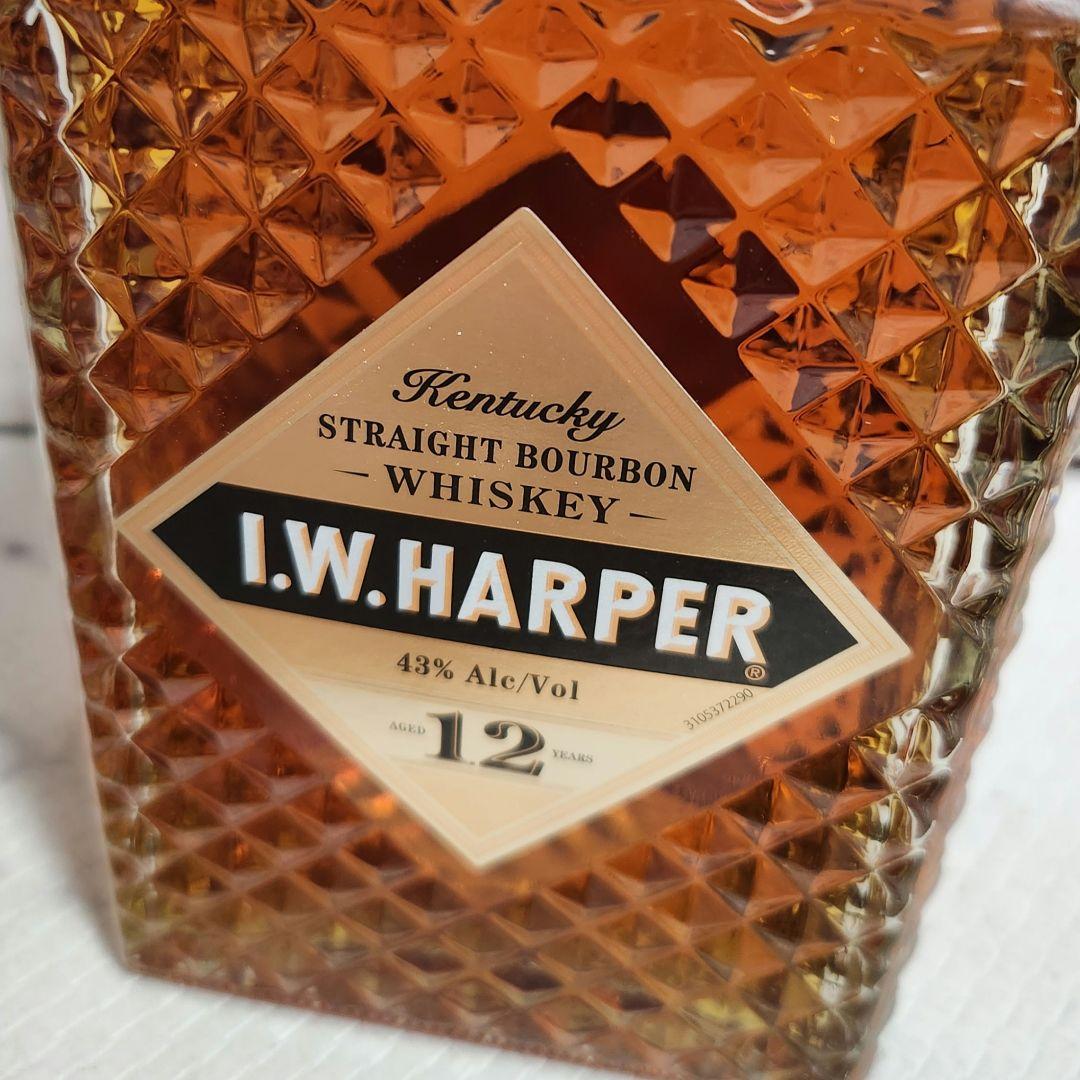 Kentucky
STRAIGHT BOURBON
— WHISKEY —
I.W.HARPER®
43% Alc/Vol
3105372290
AGED 12 YEARS